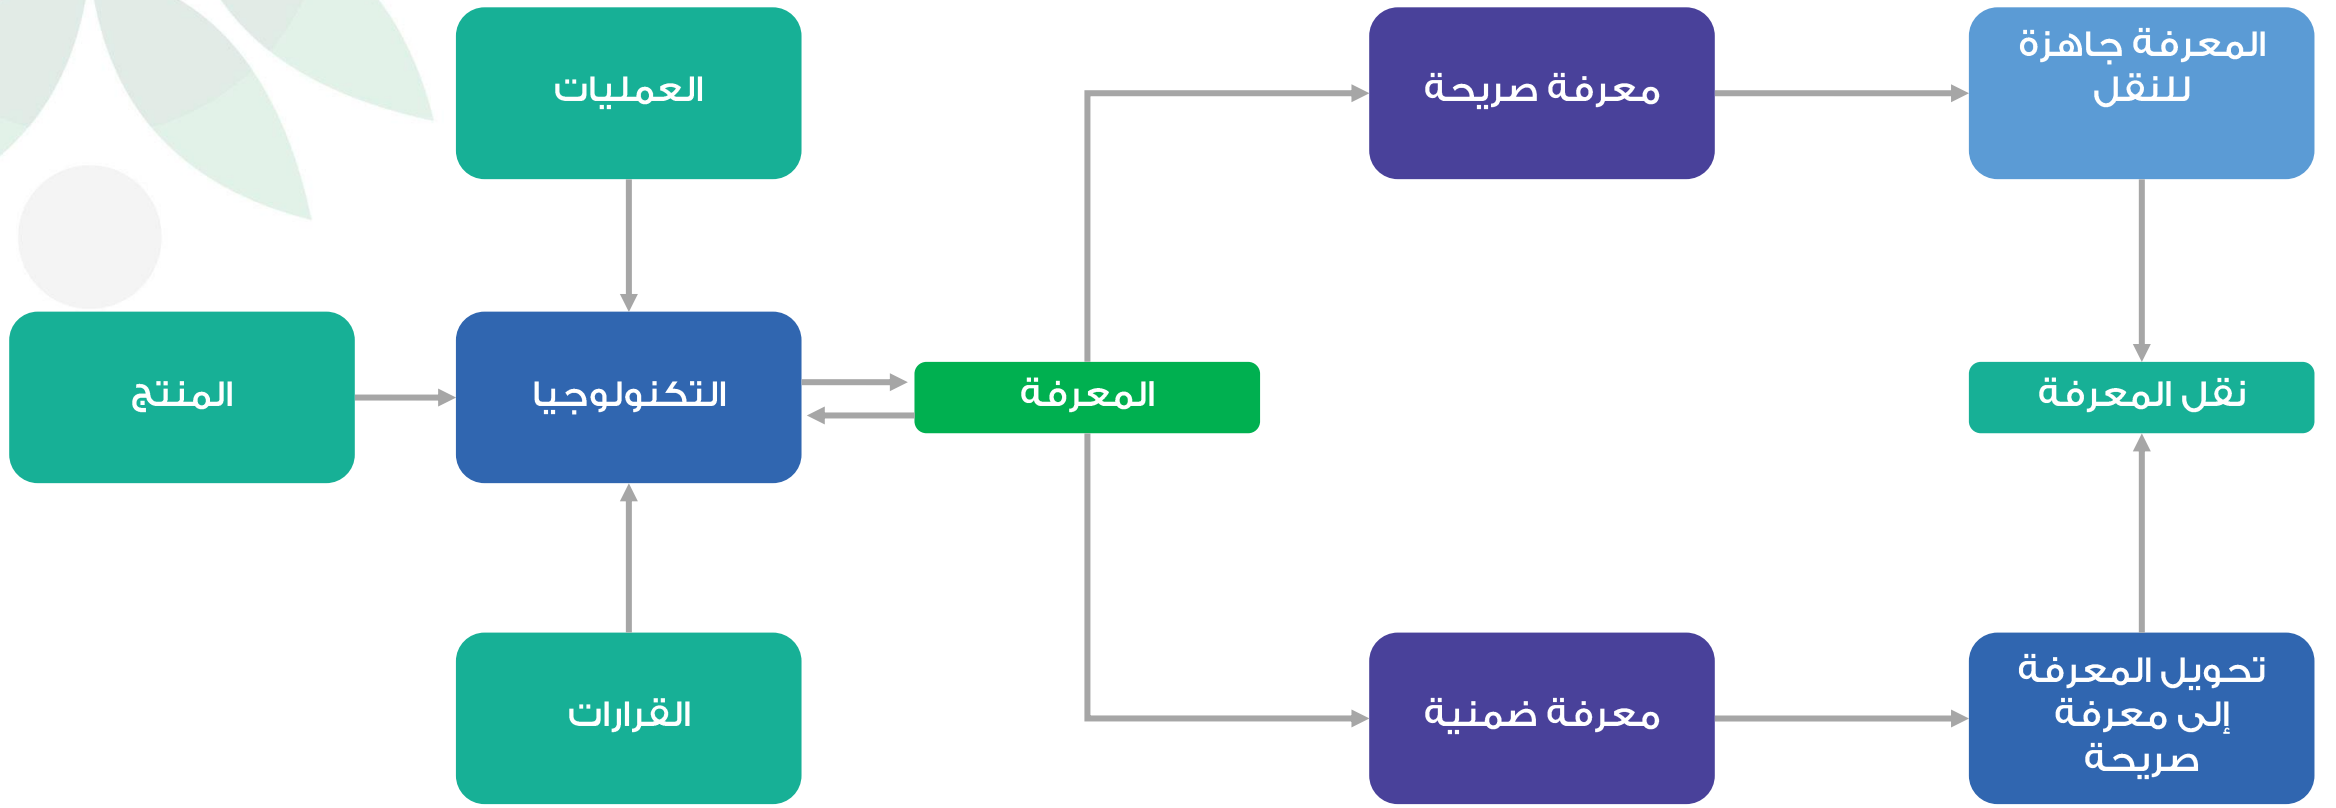 العمليات
معرفة صريحة
المعرفة جاهزة
للنقل
المنتج
التكنولوجيا
المعرفة
نقل المعرفة
القرارات
معرفة ضمنية
تحويل المعرفة
إلى معرفة
صريحة